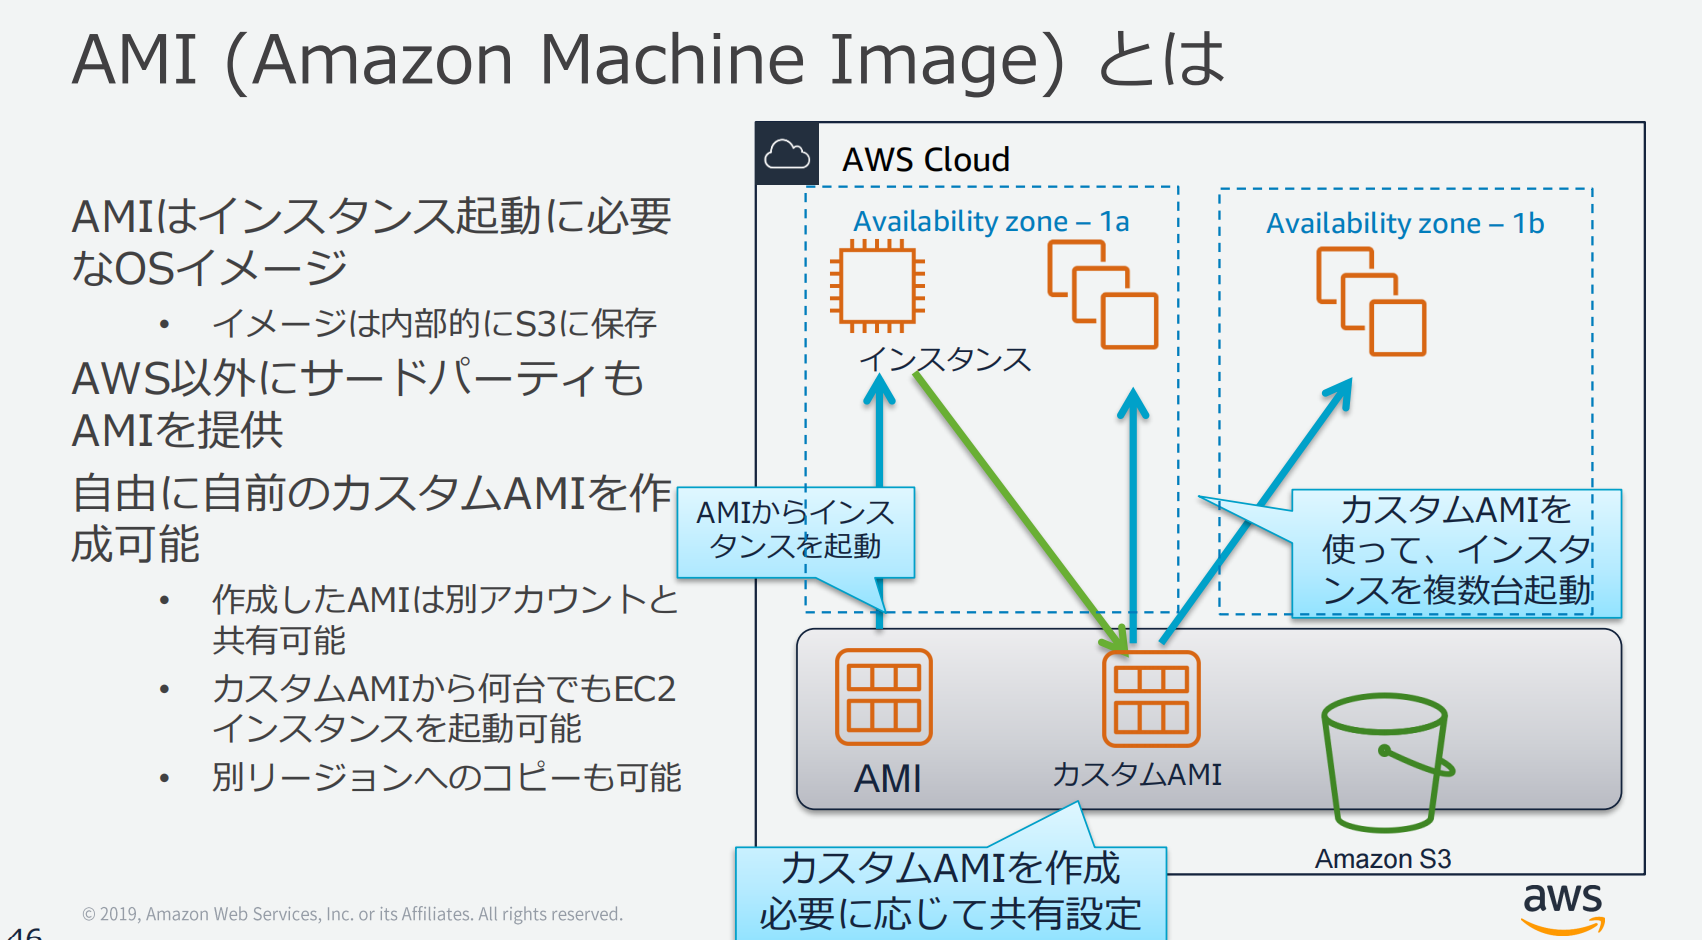 AMI (Amazon Machine Image) とは
AMIはインスタンス起動に必要
なOSイメージ
• イメージは内部的にS3に保存
AWS以外にサードパーティも
AMIを提供
自由に自前のカスタムAMIを作
成可能
• 作成したAMIは別アカウントと
共有可能
• カスタムAMIから何台でもEC2
インスタンスを起動可能
• 別リージョンへのコピーも可能
AWS Cloud
Availability zone – 1a
Availability zone – 1b
インスタンス
AMIからインス
タンスを起動
カスタムAMIを
使って、インスタ
ンスを複数台起動
AMI
カスタムAMI
Amazon S3
カスタムAMIを作成
必要に応じて共有設定
© 2019, Amazon Web Services, Inc. or its Affiliates. All rights reserved.
aws
46